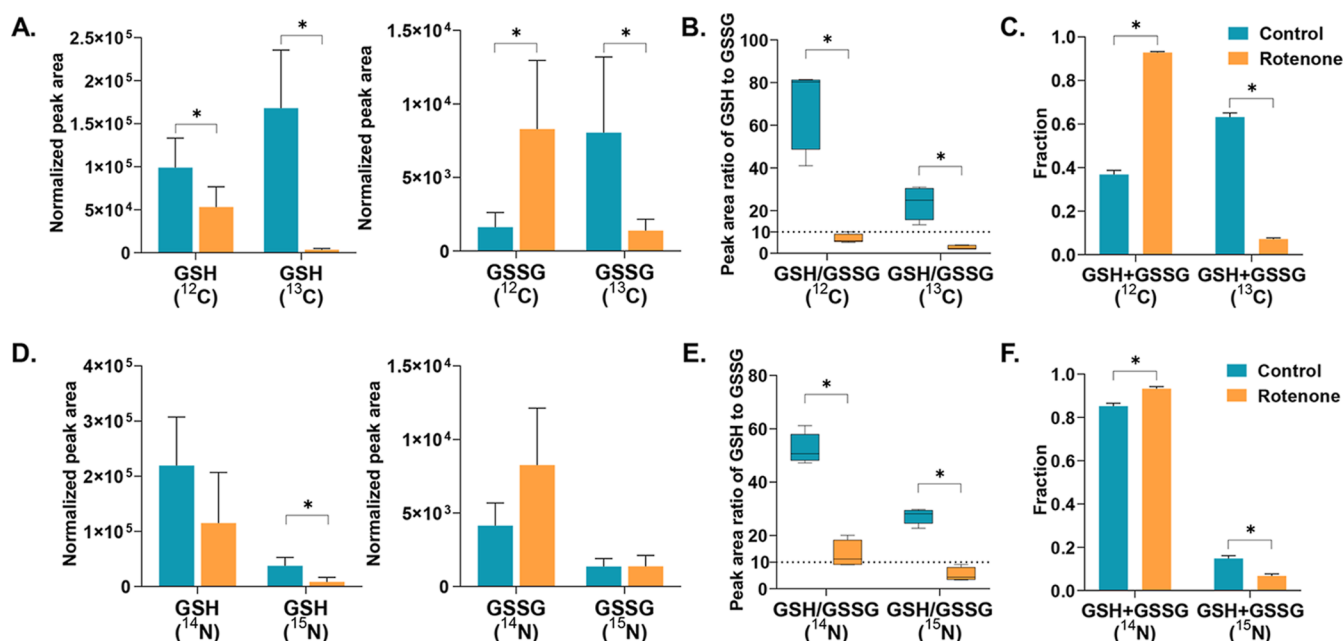 A.
Normalized peak area
2.5×10⁵
2×10⁵
1.5×10⁵
1×10⁵
5×10⁴
0
*
*
GSH
(¹²C)
GSH
(¹³C)
Normalized peak area
1.5×10⁴
1×10⁴
5×10³
0
*
*
GSSG
(¹²C)
GSSG
(¹³C)
B.
Peak area ratio of GSH to GSSG
100
80
60
40
20
10
0
*
*
GSH/GSSG
(¹²C)
GSH/GSSG
(¹³C)
C.
Fraction
1.0
0.8
0.6
0.4
0.2
0.0
*
*
Control
Rotenone
GSH+GSSG
(¹²C)
GSH+GSSG
(¹³C)
D.
Normalized peak area
4×10⁵
3×10⁵
2×10⁵
1×10⁵
0
*
GSH
(¹⁴N)
GSH
(¹⁵N)
Normalized peak area
1.5×10⁴
1×10⁴
5×10³
0
GSSG
(¹⁴N)
GSSG
(¹⁵N)
E.
Peak area ratio of GSH to GSSG
80
60
40
20
10
0
*
*
GSH/GSSG
(¹⁴N)
GSH/GSSG
(¹⁵N)
F.
Fraction
1.0
0.8
0.6
0.4
0.2
0.0
*
*
Control
Rotenone
GSH+GSSG
(¹⁴N)
GSH+GSSG
(¹⁵N)